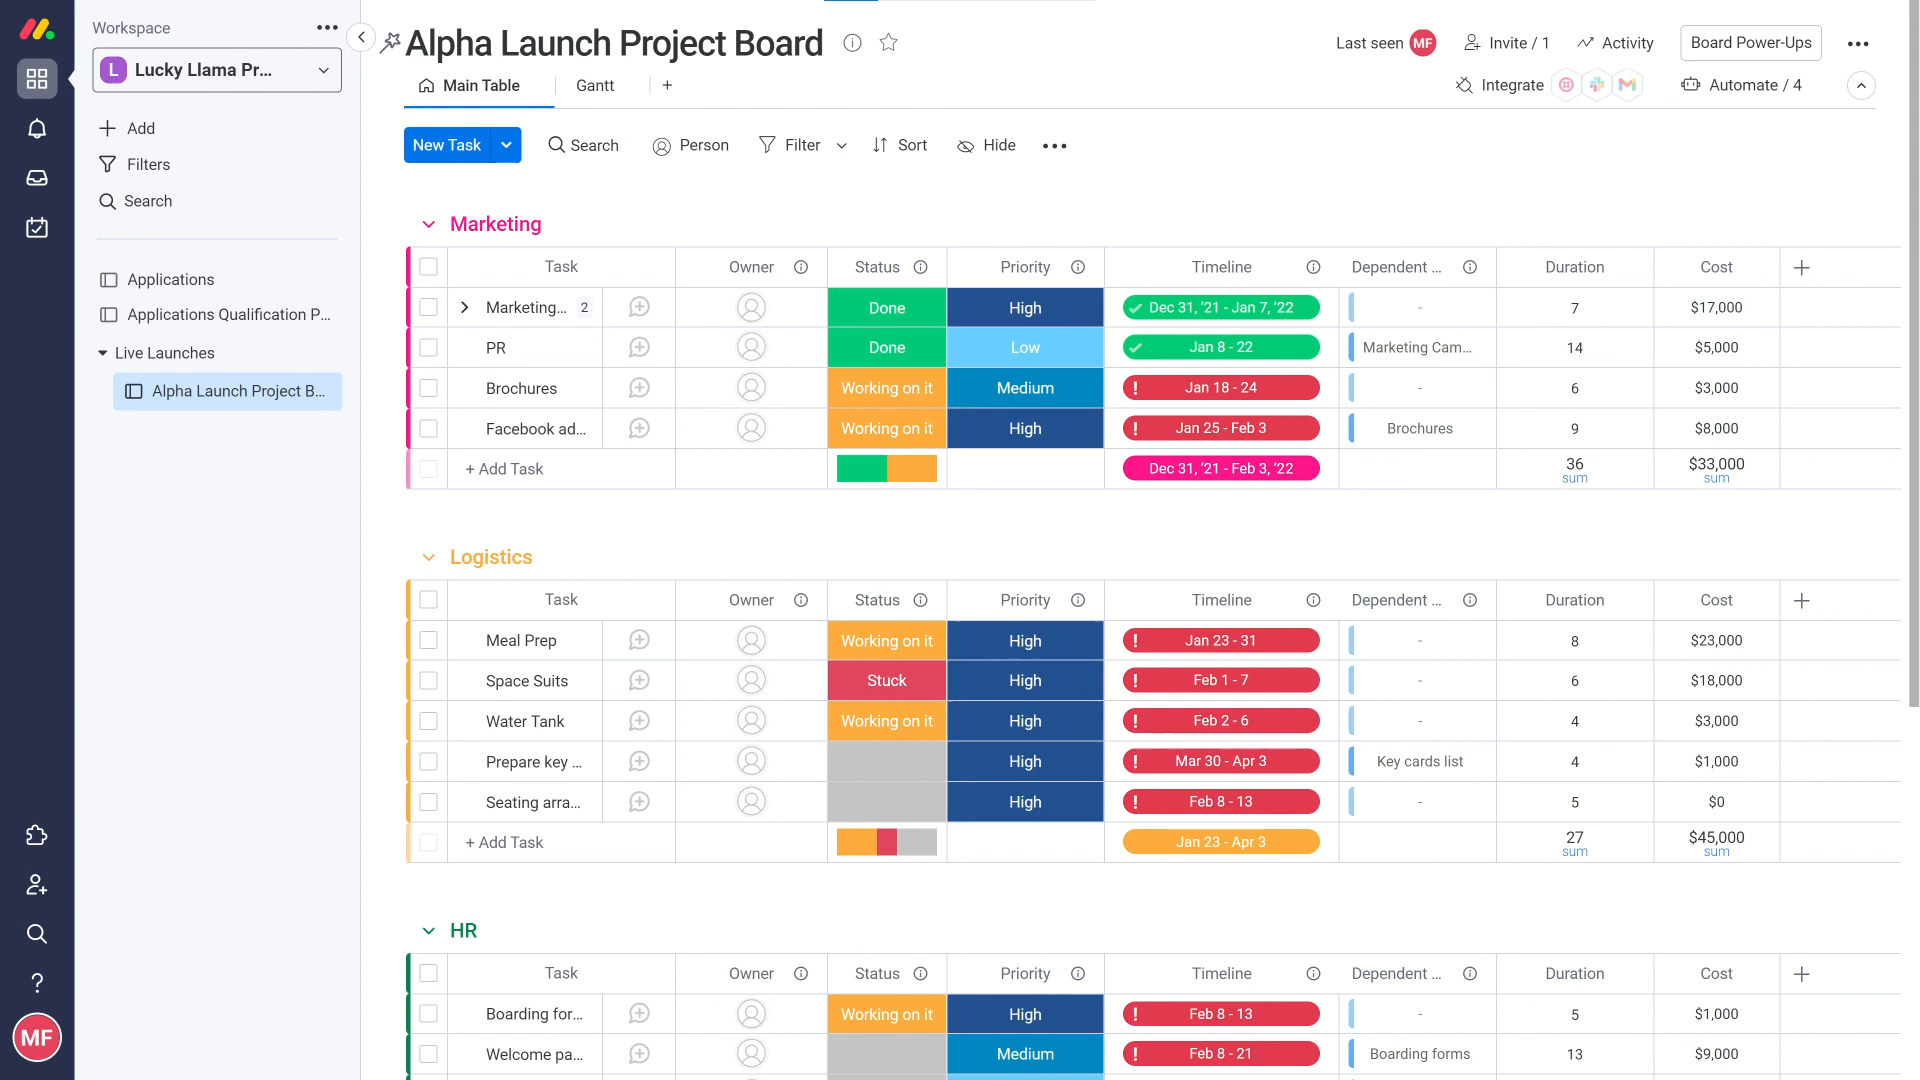 Workspace
L Lucky Llama Pr...
Add
Filters
Search
Applications
Applications Qualification P...
Live Launches
Alpha Launch Project B...
?
MF
Alpha Launch Project Board
Last seen MF Invite / 1 Activity Board Power-Ups
Main Table Gantt +
Integrate Automate / 4
New Task Search Person Filter Sort Hide
Marketing
Task Owner Status Priority Timeline Dependent ... Duration Cost +
Marketing... 2 Done High Dec 31, '21 - Jan 7, '22 - 7 $17,000
PR Done Low Jan 8 - 22 Marketing Cam... 14 $5,000
Brochures Working on it Medium ! Jan 18 - 24 - 6 $3,000
Facebook ad... Working on it High ! Jan 25 - Feb 3 Brochures 9 $8,000
+ Add Task Dec 31, '21 - Feb 3, '22 36 $33,000
sum sum
Logistics
Task Owner Status Priority Timeline Dependent ... Duration Cost +
Meal Prep Working on it High ! Jan 23 - 31 - 8 $23,000
Space Suits Stuck High ! Feb 1 - 7 - 6 $18,000
Water Tank Working on it High ! Feb 2 - 6 - 4 $3,000
Prepare key ... High ! Mar 30 - Apr 3 Key cards list 4 $1,000
Seating arra... High ! Feb 8 - 13 - 5 $0
+ Add Task Jan 23 - Apr 3 27 $45,000
sum sum
HR
Task Owner Status Priority Timeline Dependent ... Duration Cost +
Boarding for... Working on it High ! Feb 8 - 13 - 5 $1,000
Welcome pa... Medium ! Feb 8 - 21 Boarding forms 13 $9,000